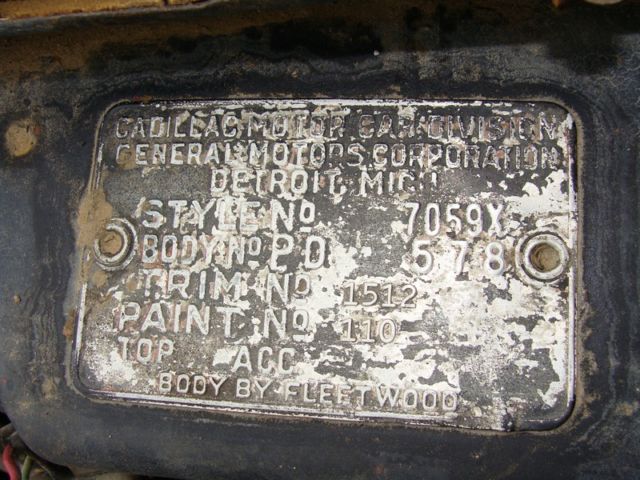 CADILLAC MOTOR CAR DIVISION
GENERAL MOTORS CORPORATION
DETROIT, MICH.
STYLE No 7059X
BODY No PD 578
TRIM No 1512
PAINT No 110
TOP ACC
BODY BY FLEETWOOD